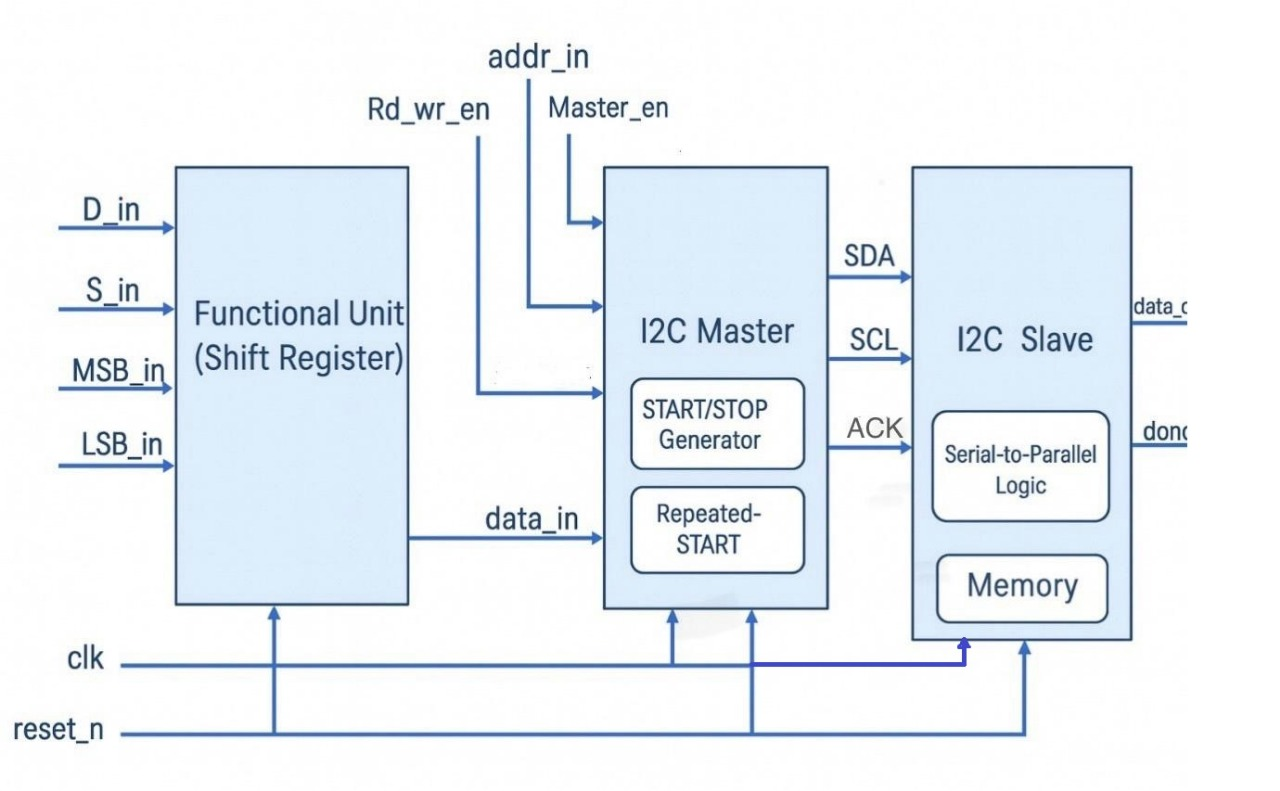 addr_in
Rd_wr_en
Master_en
D_in
S_in
MSB_in
LSB_in
Functional Unit
(Shift Register)
data_in
I2C Master
START/STOP
Generator
Repeated-
START
SDA
SCL
ACK
I2C Slave
Serial-to-Parallel
Logic
Memory
clk
reset_n